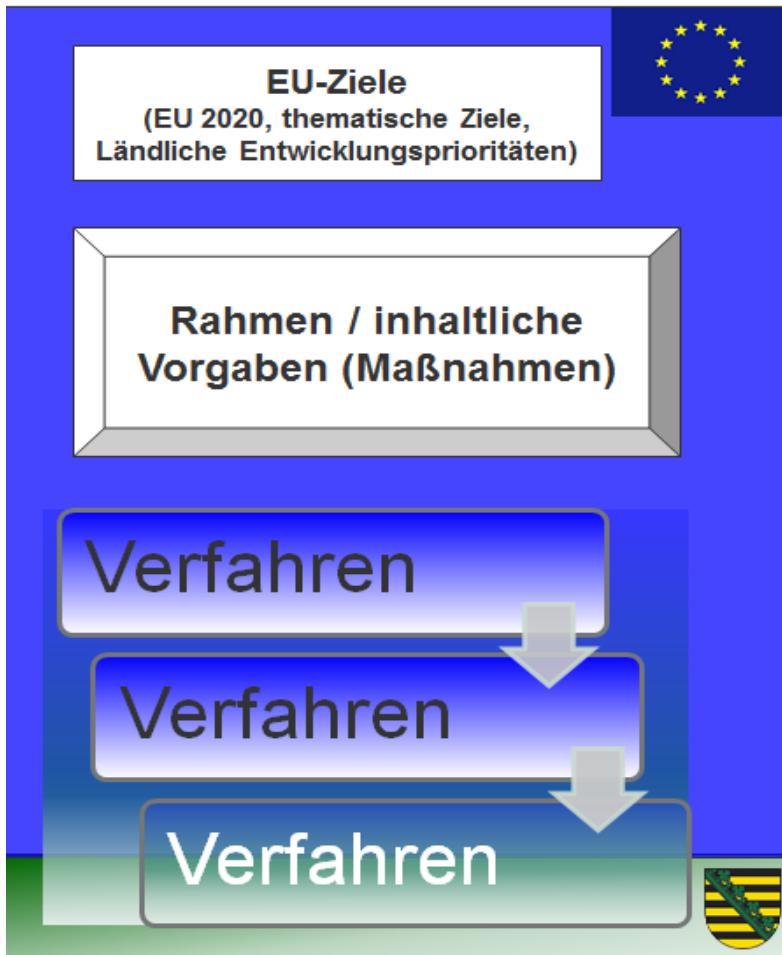 EU-Ziele
(EU 2020, thematische Ziele,
Ländliche Entwicklungsprioritäten)
Rahmen / inhaltliche
Vorgaben (Maßnahmen)
Verfahren
Verfahren
Verfahren